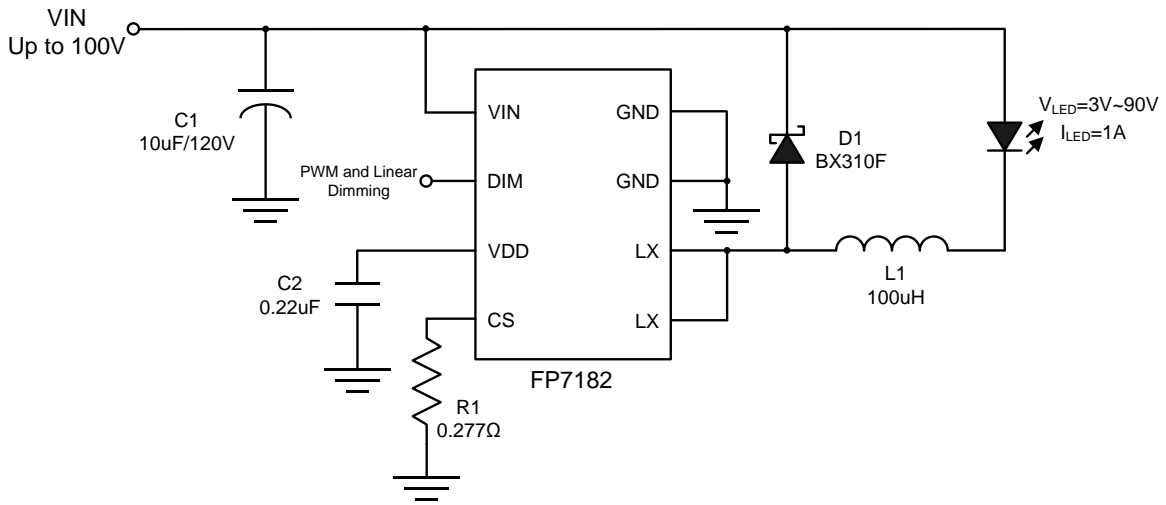 VIN
Up to 100V
C1
10uF/120V
PWM and Linear
Dimming
C2
0.22uF
R1
0.277Ω
VIN
DIM
VDD
CS
GND
GND
LX
LX
FP7182
D1
BX310F
L1
100uH
VLED=3V~90V
ILED=1A